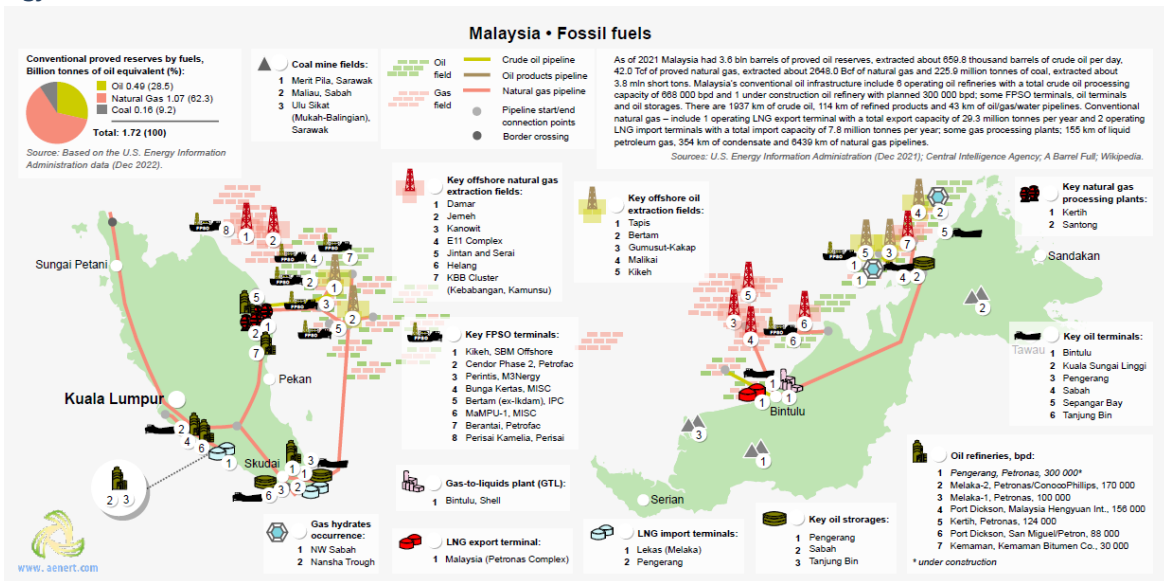 gy
Malaysia • Fossil fuels
Conventional proved reserves by fuels,
Billion tonnes of oil equivalent (%):
Oil 0.49 (28.5)
Natural Gas 1.07 (62.3)
Coal 0.16 (9.2)
Total: 1.72 (100)
Source: Based on the U.S. Energy Information
Administration data (Dec 2022).
Coal mine fields:
1 Merit Pila, Sarawak
2 Maliau, Sabah
3 Ulu Sikat
(Mukah-Balingian),
Sarawak
Oil
field
Gas
field
Crude oil pipeline
Oil products pipeline
Natural gas pipeline
Pipeline start/end
connection points
Border crossing
As of 2021 Malaysia had 3.6 bln barrels of proved oil reserves, extracted about 659.8 thousand barrels of crude oil per day,
42.0 Tcf of proved natural gas, extracted about 2648.0 Bcf of natural gas and 225.9 million tonnes of coal, extracted about
3.8 mln short tons. Malaysia's conventional oil infrastructure include 6 operating oil refineries with a total crude oil processing
capacity of 668 000 bpd and 1 under construction oil refinery with planned 300 000 bpd; some FPSO terminals, oil terminals
and oil storages. There are 1937 km of crude oil, 114 km of refined products and 43 km of oil/gas/water pipelines. Conventional
natural gas – include 1 operating LNG export terminal with a total export capacity of 29.3 million tonnes per year and 2 operating
LNG import terminals with a total import capacity of 7.8 million tonnes per year; some gas processing plants; 155 km of liquid
petroleum gas, 354 km of condensate and 6439 km of natural gas pipelines.
Sources: U.S. Energy Information Administration (Dec 2021); Central Intelligence Agency; A Barrel Full; Wikipedia.
Key offshore natural gas
extraction fields:
1 Damar
2 Jemeh
3 Kanowit
4 E11 Complex
5 Jintan and Serai
6 Helang
7 KBB Cluster
(Kebabangan, Kamunsu)
Key offshore oil
extraction fields:
1 Tapis
2 Bertam
3 Gumusut-Kakap
4 Malikai
5 Kikeh
Key natural gas
processing plants:
1 Kertih
2 Santong
Key FPSO terminals:
1 Kikeh, SBM Offshore
2 Cendor Phase 2, Petrofac
3 Perintis, M3Nergy
4 Bunga Kertas, MISC
5 Bertam (ex-Ikdam), IPC
6 MaMPU-1, MISC
7 Berantai, Petrofac
8 Perisai Kamelia, Perisai
Key oil terminals:
1 Bintulu
2 Kuala Sungai Linggi
3 Pengerang
4 Sabah
5 Sepangar Bay
6 Tanjung Bin
Gas-to-liquids plant (GTL):
1 Bintulu, Shell
LNG export terminal:
1 Malaysia (Petronas Complex)
Gas hydrates
occurrence:
1 NW Sabah
2 Nansha Trough
LNG import terminals:
1 Lekas (Melaka)
2 Pengerang
Key oil strorages:
1 Pengerang
2 Sabah
3 Tanjung Bin
Oil refineries, bpd:
1 Pengerang, Petronas, 300 000*
2 Melaka-2, Petronas/ConocoPhillips, 170 000
3 Melaka-1, Petronas, 100 000
4 Port Dickson, Malaysia Hengyuan Int., 156 000
5 Kertih, Petronas, 124 000
6 Port Dickson, San Miguel/Petron, 88 000
7 Kemaman, Kemaman Bitumen Co., 30 000
* under construction
Sungai Petani
Pekan
Kuala Lumpur
Skudai
Sandakan
Tawau
Bintulu
Serian
www.aenert.com